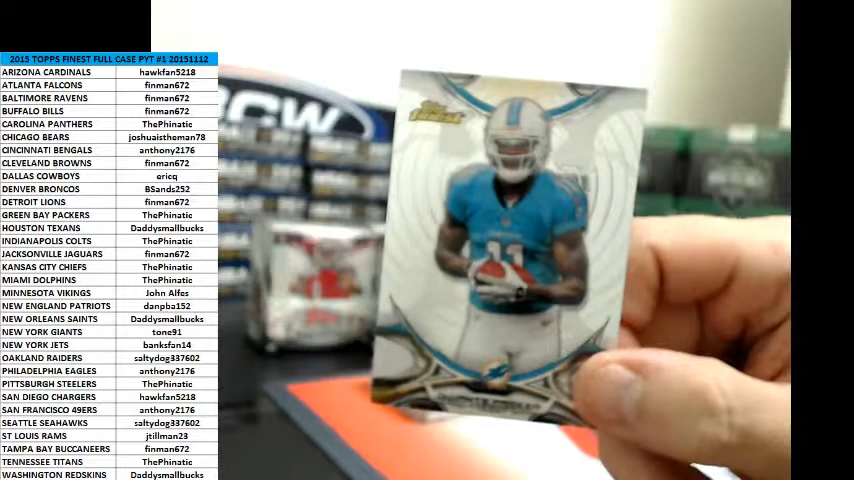 2015 TOPPS FINEST FULL CASE PYT #1 20151112
ARIZONA CARDINALS hawkfan5218
ATLANTA FALCONS finman672
BALTIMORE RAVENS finman672
BUFFALO BILLS finman672
CAROLINA PANTHERS ThePhinatic
CHICAGO BEARS joshuaistheman78
CINCINNATI BENGALS anthony2176
CLEVELAND BROWNS finman672
DALLAS COWBOYS ericq
DENVER BRONCOS BSands252
DETROIT LIONS finman672
GREEN BAY PACKERS ThePhinatic
HOUSTON TEXANS Daddysmallbucks
INDIANAPOLIS COLTS ThePhinatic
JACKSONVILLE JAGUARS finman672
KANSAS CITY CHIEFS ThePhinatic
MIAMI DOLPHINS ThePhinatic
MINNESOTA VIKINGS John Alfes
NEW ENGLAND PATRIOTS danpba152
NEW ORLEANS SAINTS Daddysmallbucks
NEW YORK GIANTS tone91
NEW YORK JETS banksfan14
OAKLAND RAIDERS saltydog337602
PHILADELPHIA EAGLES anthony2176
PITTSBURGH STEELERS ThePhinatic
SAN DIEGO CHARGERS hawkfan5218
SAN FRANCISCO 49ERS anthony2176
SEATTLE SEAHAWKS saltydog337602
ST LOUIS RAMS jtillman23
TAMPA BAY BUCCANEERS finman672
TENNESSEE TITANS ThePhinatic
WASHINGTON REDSKINS Daddysmallbucks
Topps
Finest
11